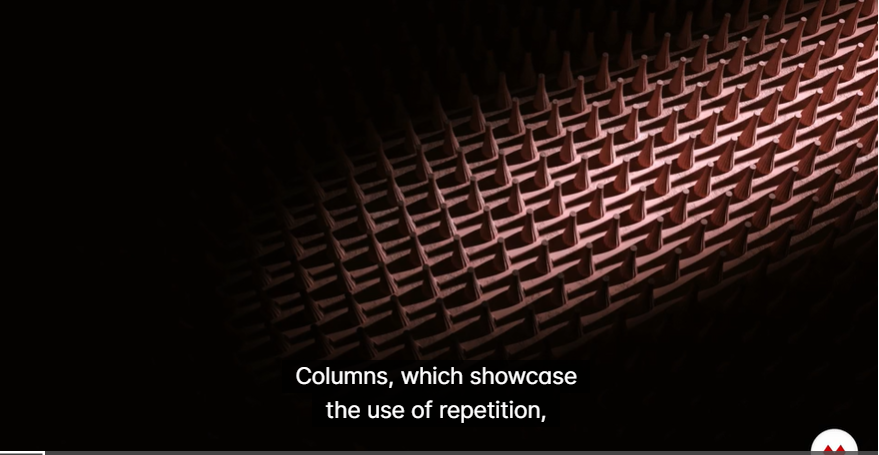 Columns, which showcase
the use of repetition,